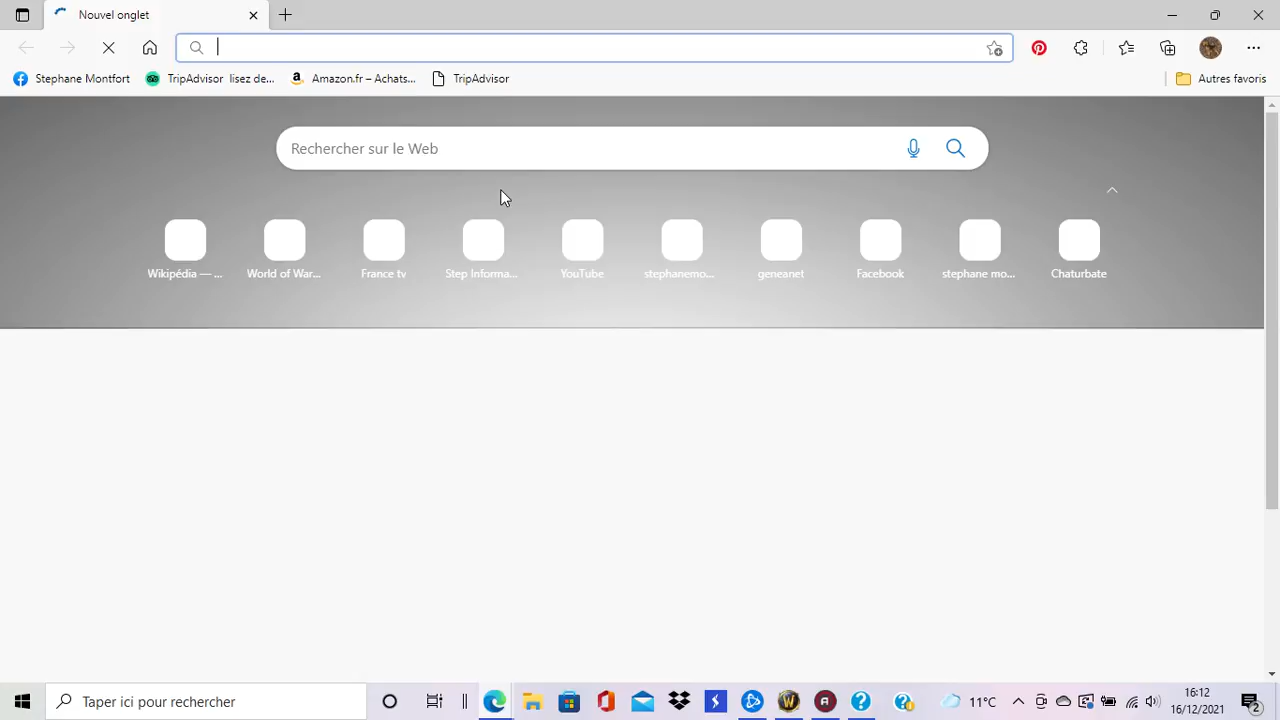 Nouvel onglet
Stephane Montfort TripAdvisor lisez de... Amazon.fr – Achats... TripAdvisor Autres favoris
Rechercher sur le Web
Wikipédia — ... World of War... France tv Step Informa... YouTube stephanemo... geneanet Facebook stephane mo... Chaturbate
Taper ici pour rechercher
11°C
16:12
16/12/2021
2